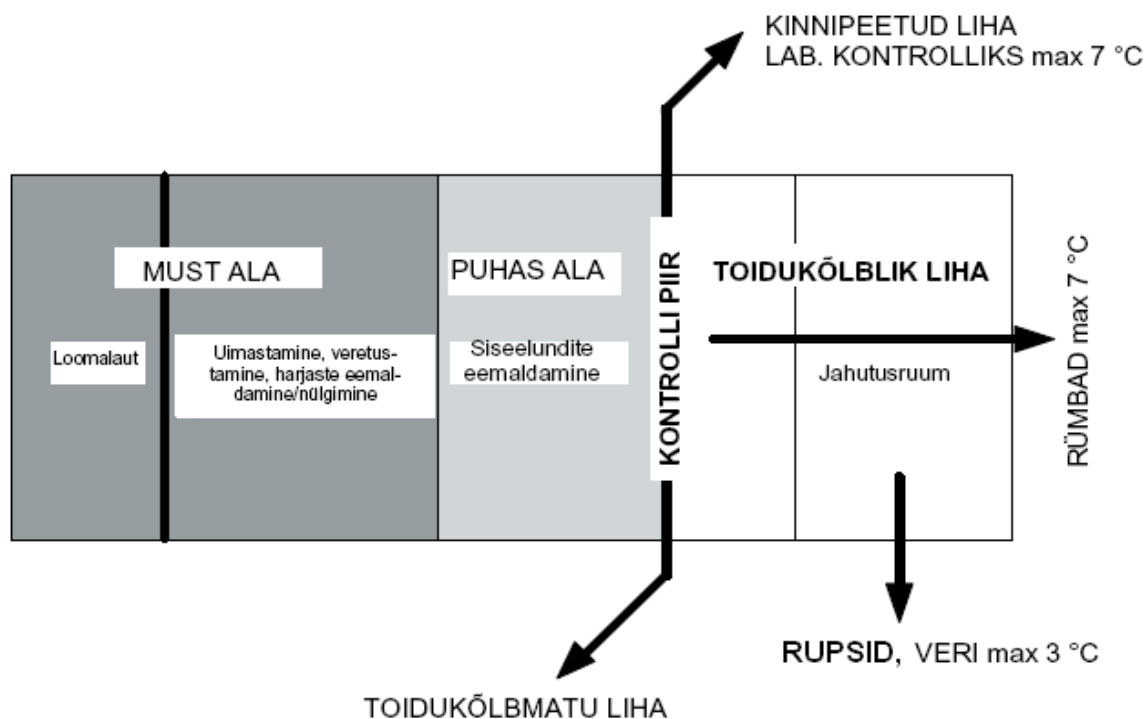 KINNIPEETUD LIHA
LAB. KONTROLLIKS max 7 °C
MUST ALA
PUHAS ALA
KONTROLLI PIIR
TOIDUKÕLBLIK LIHA
RÜMBAD max 7 °C
Loomalaut
Uimastamine, veretus-
tamine, harjaste eemal-
damine/nülgimine
Siseelundite
eemaldamine
Jahutusruum
RUPSID, VERI max 3 °C
TOIDUKÕLBMATU LIHA